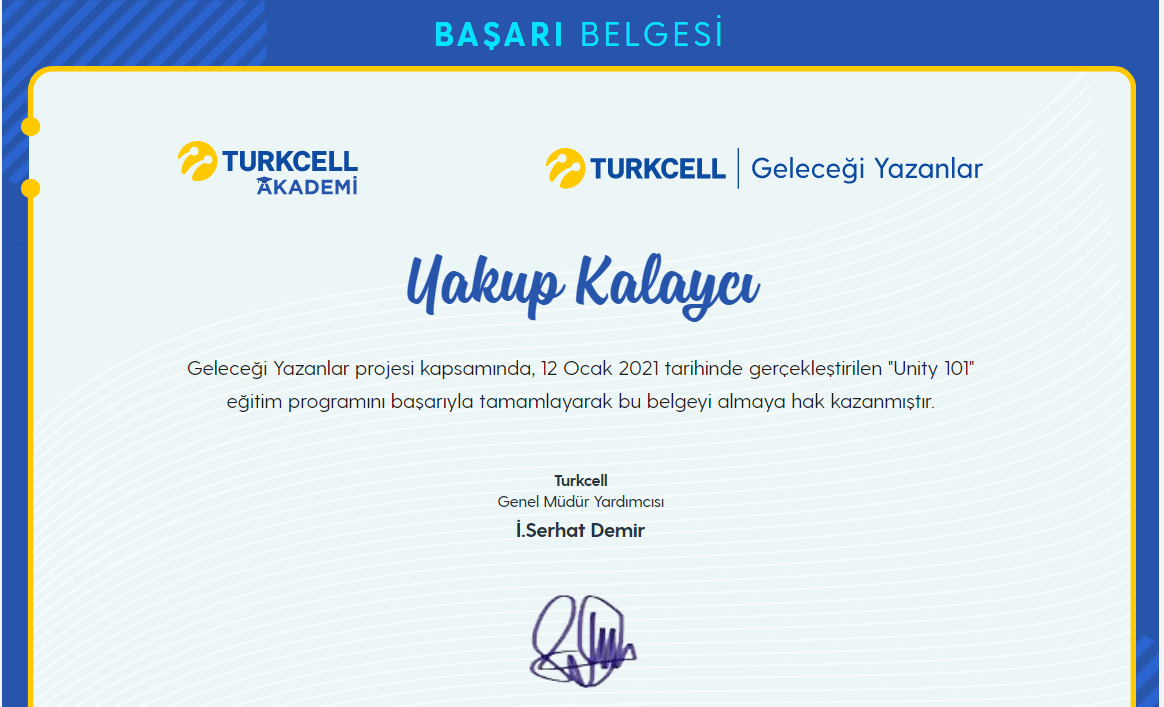 BAŞARI BELGESİ
TURKCELL
AKADEMİ
TURKCELL | Geleceği Yazanlar
Yakup Kalaycı
Geleceği Yazanlar projesi kapsamında, 12 Ocak 2021 tarihinde gerçekleştirilen "Unity 101"
eğitim programını başarıyla tamamlayarak bu belgeyi almaya hak kazanmıştır.
Turkcell
Genel Müdür Yardımcısı
İ.Serhat Demir